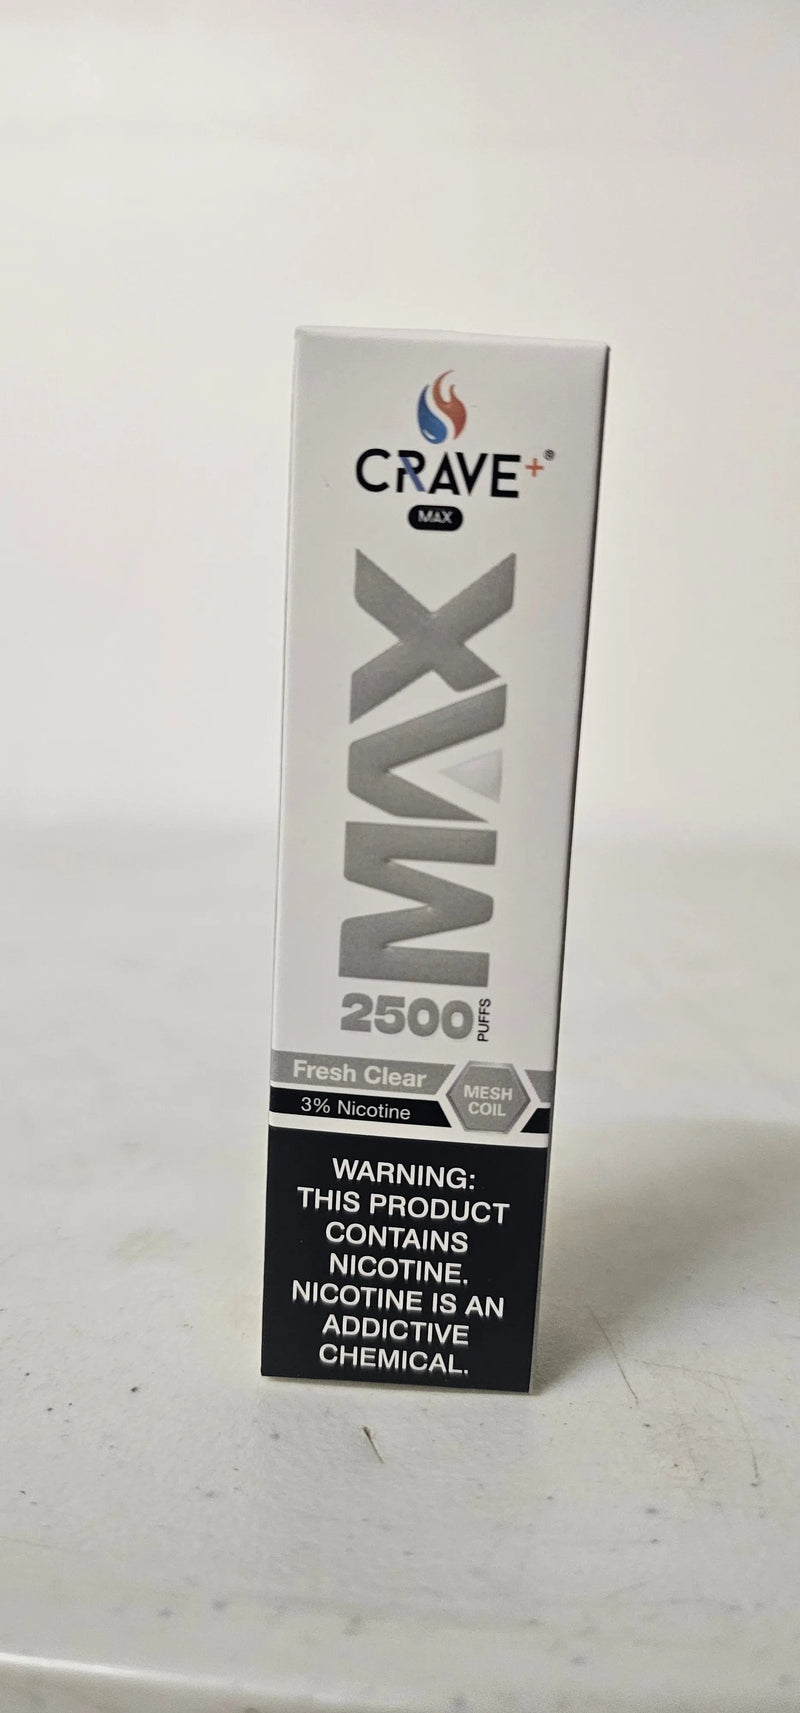 CRAVE+®
MAX
MAX
2500 PUFFS
Fresh Clear
3% Nicotine
MESH
COIL
WARNING:
THIS PRODUCT
CONTAINS
NICOTINE.
NICOTINE IS AN
ADDICTIVE
CHEMICAL.